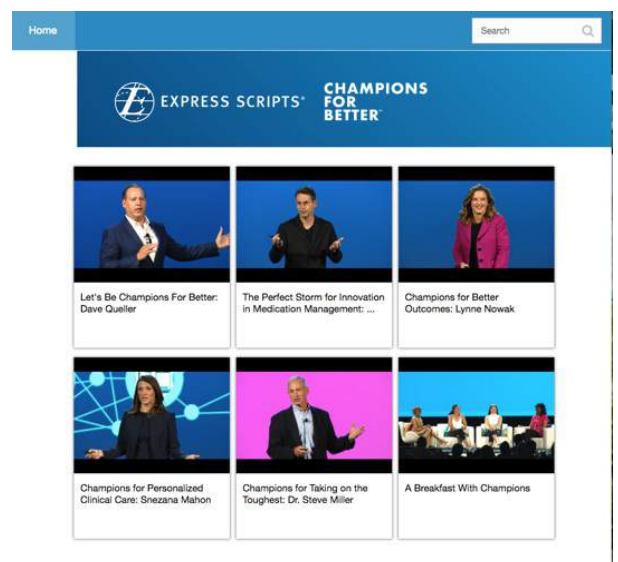 Home
Search
EXPRESS SCRIPTS®
CHAMPIONS
FOR
BETTER™
Let's Be Champions For Better:
Dave Queller
The Perfect Storm for Innovation
in Medication Management: ...
Champions for Better
Outcomes: Lynne Nowak
Champions for Personalized
Clinical Care: Snezana Mahon
Champions for Taking on the
Toughest: Dr. Steve Miller
A Breakfast With Champions